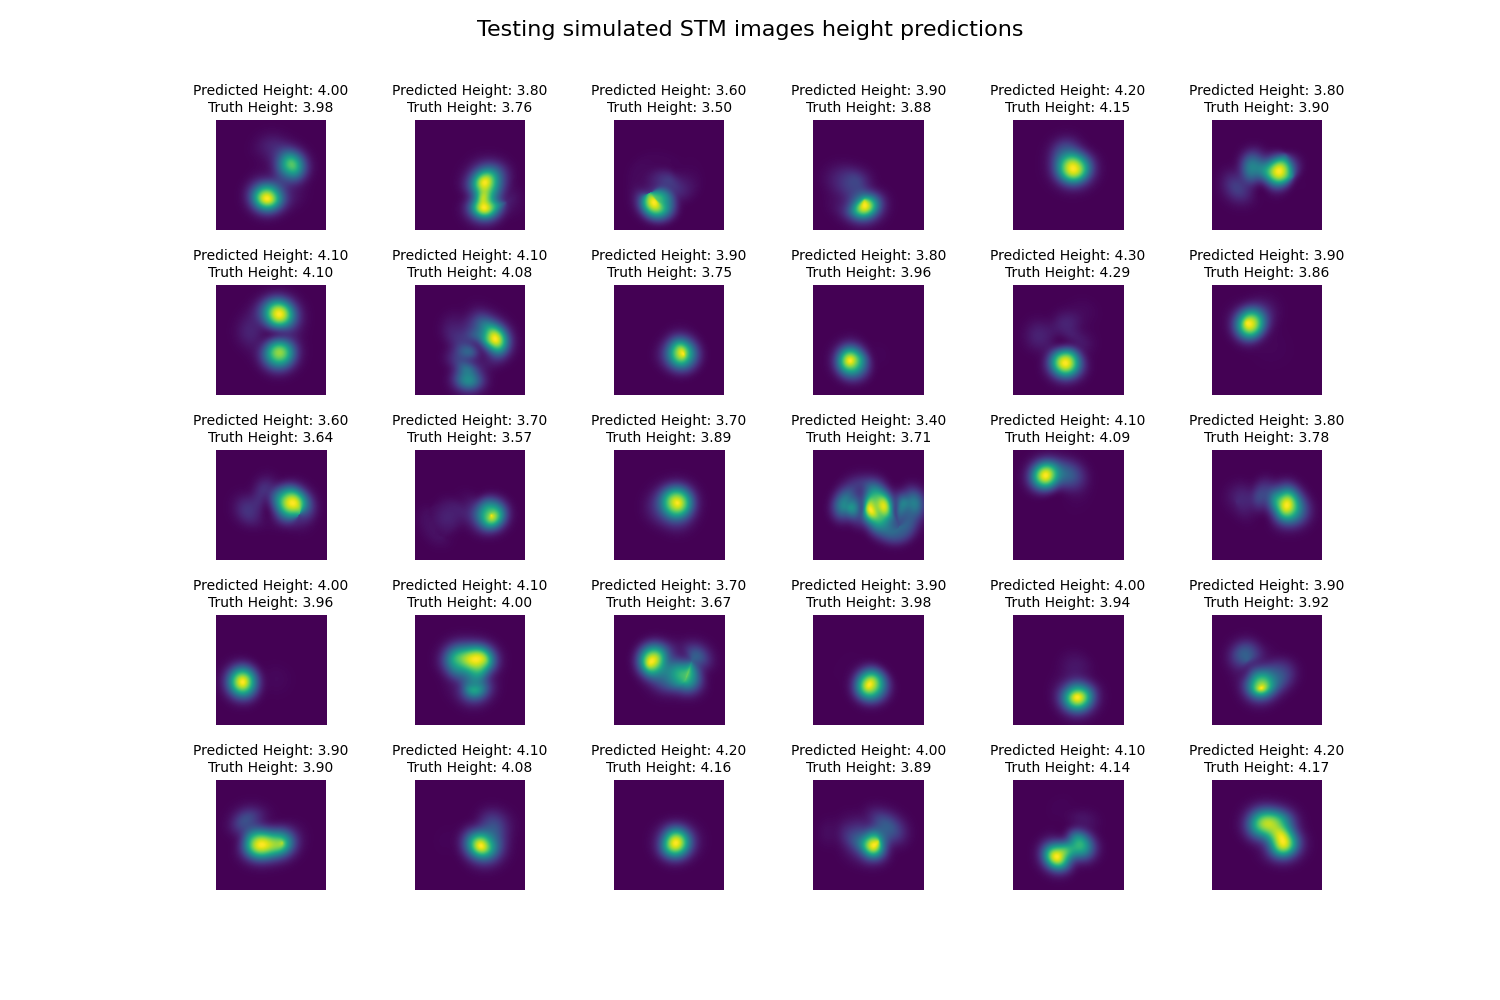 Testing simulated STM images height predictions
Predicted Height: 4.00
Truth Height: 3.98
Predicted Height: 3.80
Truth Height: 3.76
Predicted Height: 3.60
Truth Height: 3.50
Predicted Height: 3.90
Truth Height: 3.88
Predicted Height: 4.20
Truth Height: 4.15
Predicted Height: 3.80
Truth Height: 3.90
Predicted Height: 4.10
Truth Height: 4.10
Predicted Height: 4.10
Truth Height: 4.08
Predicted Height: 3.90
Truth Height: 3.75
Predicted Height: 3.80
Truth Height: 3.96
Predicted Height: 4.30
Truth Height: 4.29
Predicted Height: 3.90
Truth Height: 3.86
Predicted Height: 3.60
Truth Height: 3.64
Predicted Height: 3.70
Truth Height: 3.57
Predicted Height: 3.70
Truth Height: 3.89
Predicted Height: 3.40
Truth Height: 3.71
Predicted Height: 4.10
Truth Height: 4.09
Predicted Height: 3.80
Truth Height: 3.78
Predicted Height: 4.00
Truth Height: 3.96
Predicted Height: 4.10
Truth Height: 4.00
Predicted Height: 3.70
Truth Height: 3.67
Predicted Height: 3.90
Truth Height: 3.98
Predicted Height: 4.00
Truth Height: 3.94
Predicted Height: 3.90
Truth Height: 3.92
Predicted Height: 3.90
Truth Height: 3.90
Predicted Height: 4.10
Truth Height: 4.08
Predicted Height: 4.20
Truth Height: 4.16
Predicted Height: 4.00
Truth Height: 3.89
Predicted Height: 4.10
Truth Height: 4.14
Predicted Height: 4.20
Truth Height: 4.17